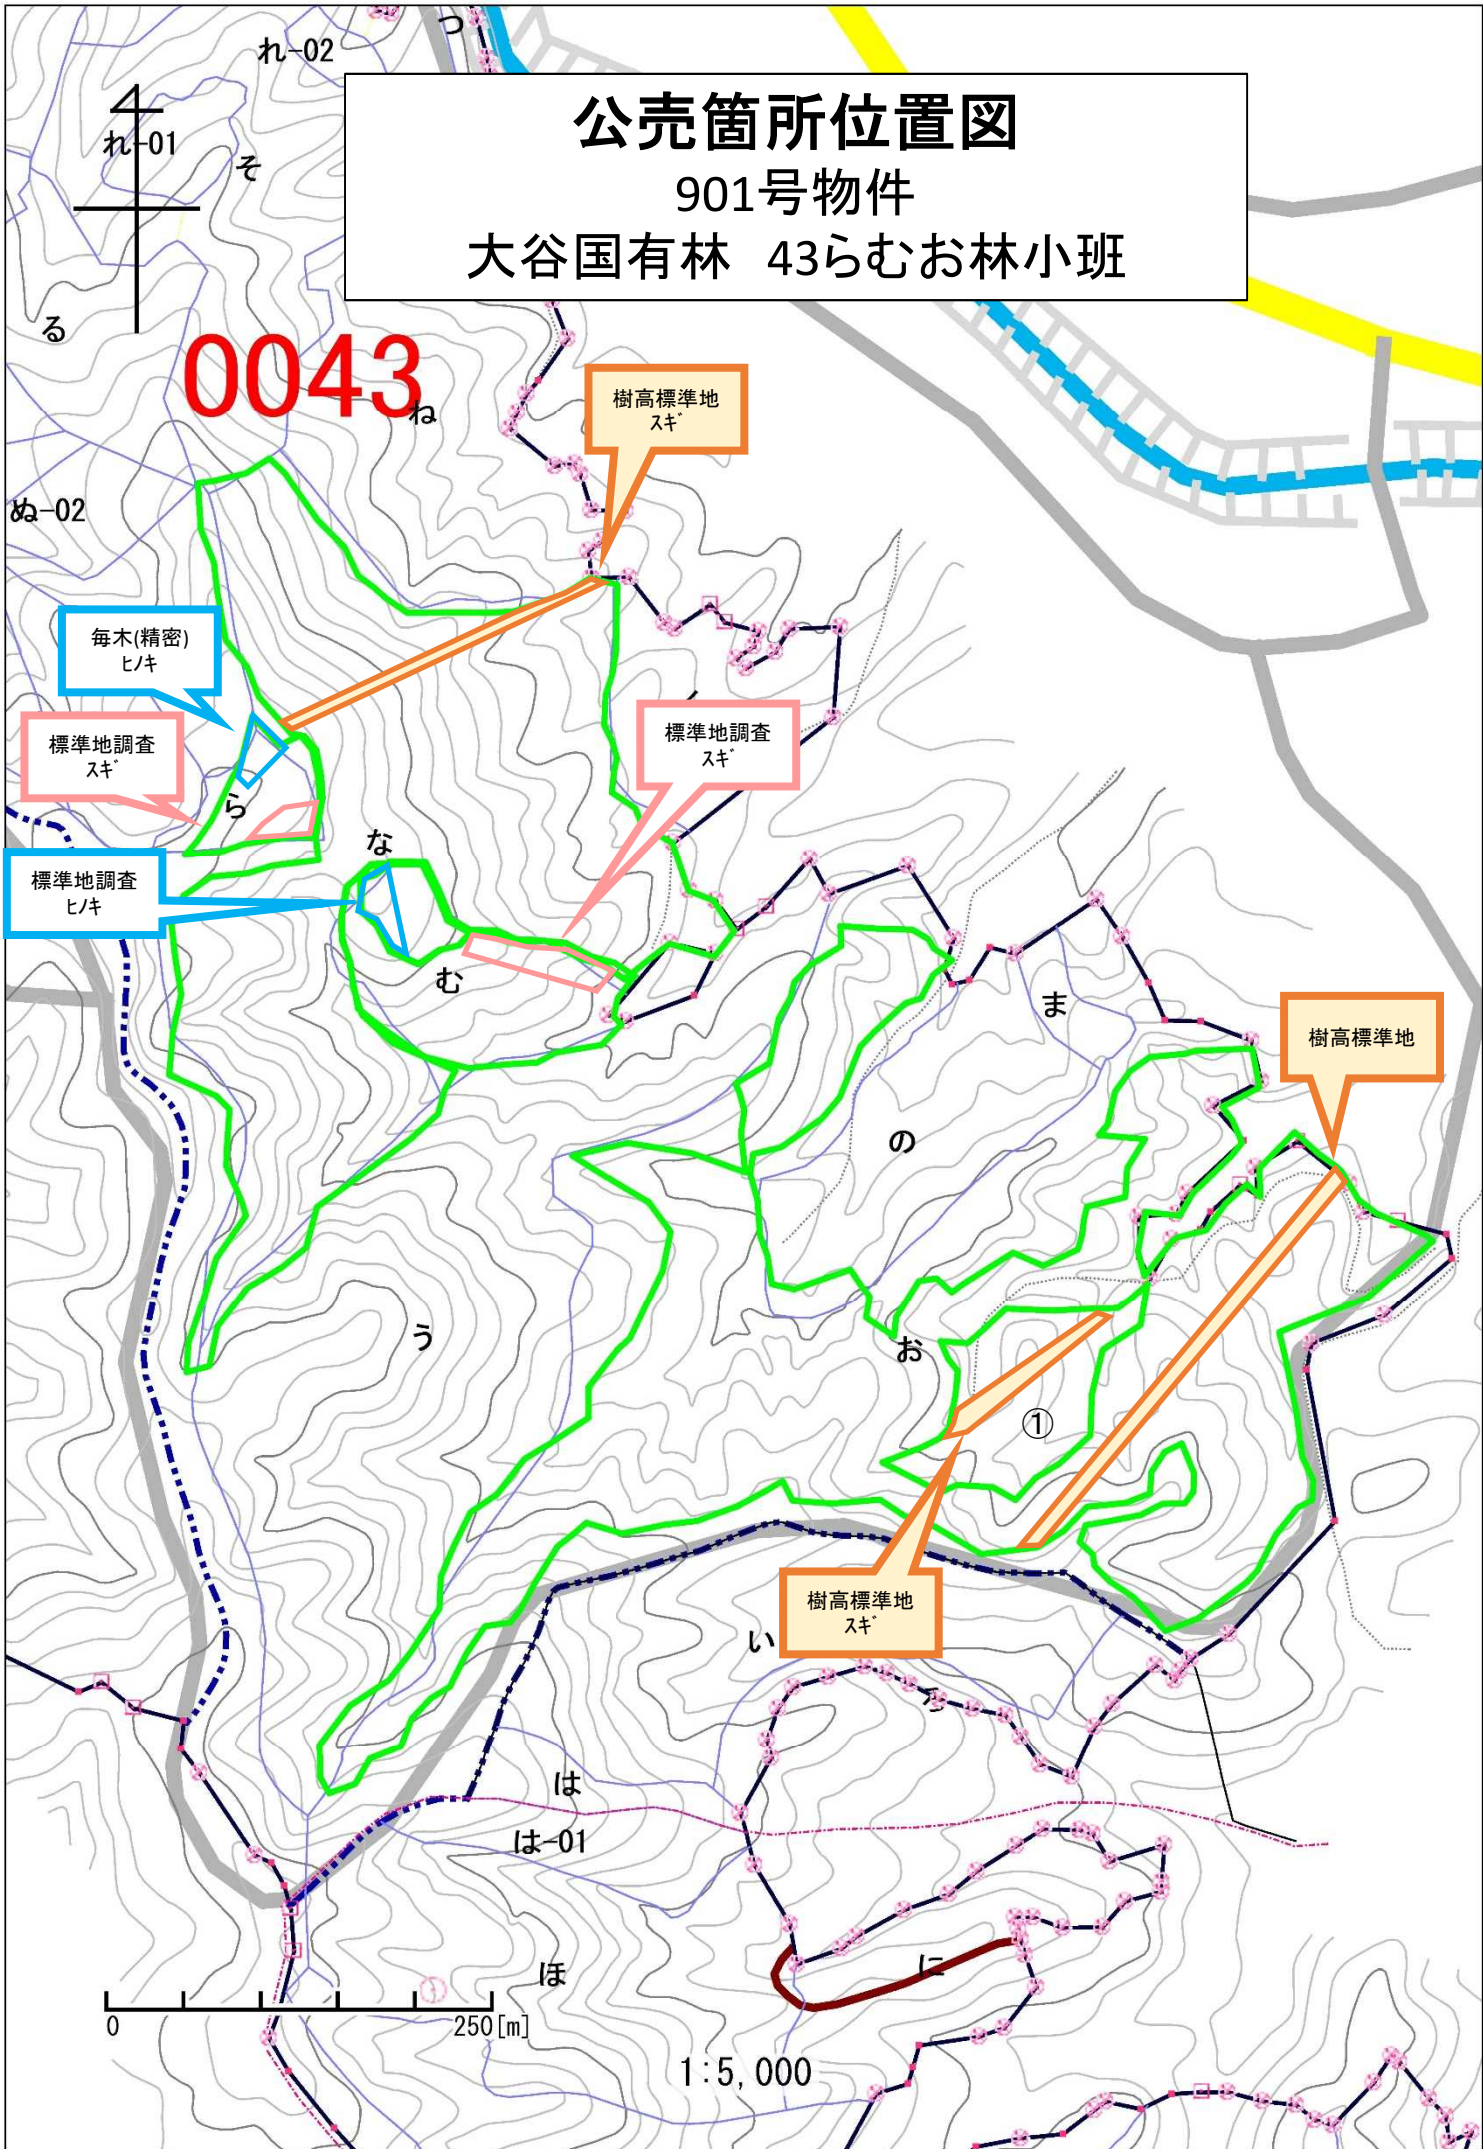 つ
れ-02
公売箇所位置図
901号物件
大谷国有林 43らむお林小班
れ-01
そ
る
0043
ね
樹高標準地
スギ
ぬ-02
毎木(精密)
ヒノキ
標準地調査
スギ
標準地調査
スギ
ら
な
標準地調査
ヒノキ
む
ま
樹高標準地
の
う
お
①
樹高標準地
スギ
い
ろ
は
は-01
ほ
に
0
250[m]
1:5,000